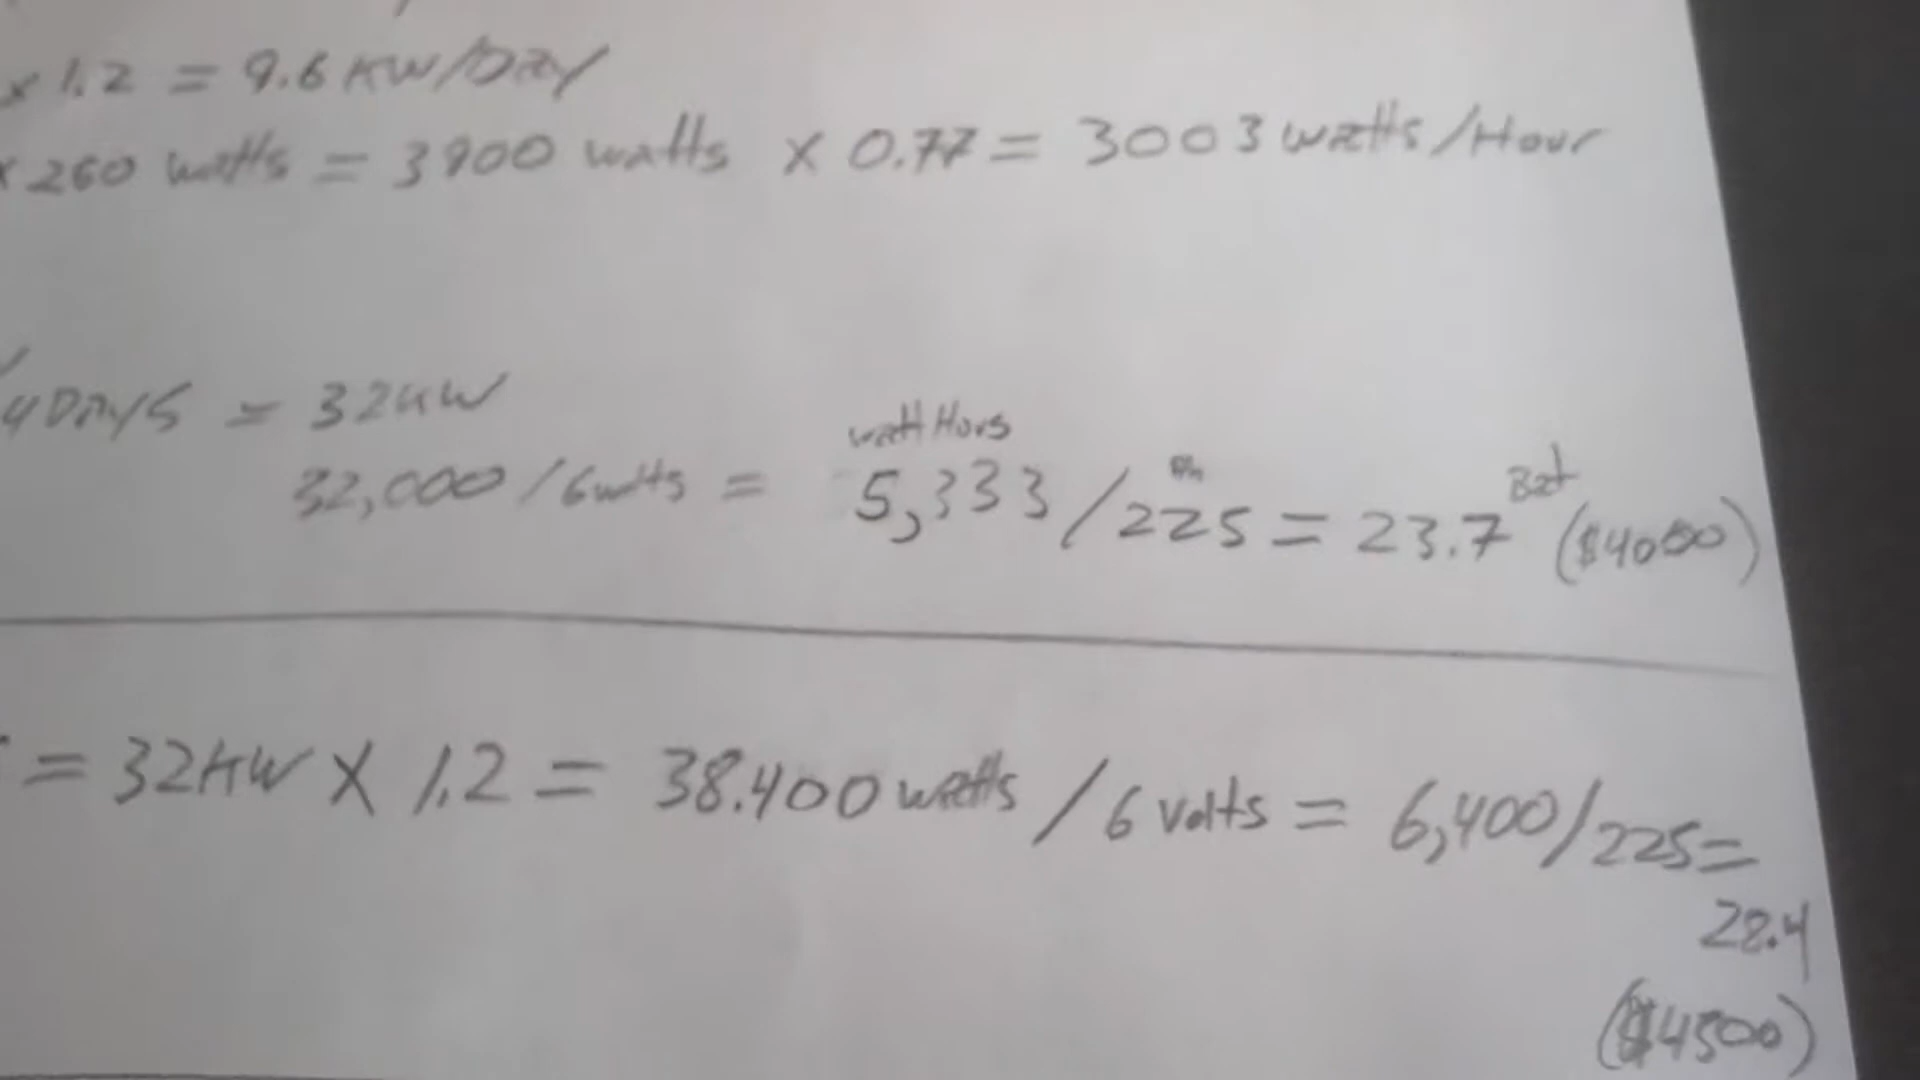 x 1.2 = 9.6 KW/DAY
x 260 watts = 3900 watts x 0.77 = 3003 watts/Hour
4 DAYS = 32KW
watt Hours
32,000 / 6volts = 5,333 / 225 = 23.7 Bat ($4000)
= 32KW X 1.2 = 38.400 watts / 6 volts = 6,400/225=
28.4
($4500)